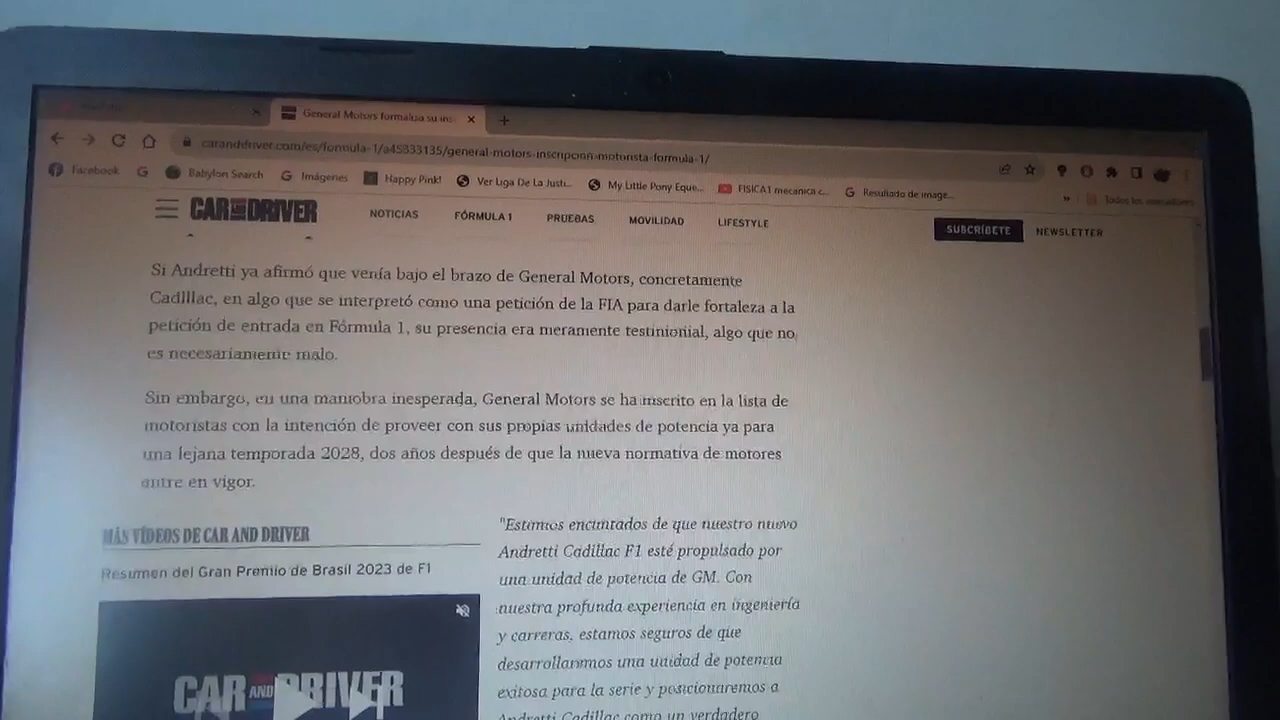 General Motors formaliza su ins
caranddriver.com/es/formula-1/a45833135/general-motors-inscripcion-motorista-formula-1/
Facebook
Babylon Search
Imágenes
Happy Pink!
Ver Liga De La Justi...
My Little Pony Eque...
FISICA1 mecanica c...
Resultado de image...
Todos los marcadores
CAR AND DRIVER
NOTICIAS
FÓRMULA 1
PRUEBAS
MOVILIDAD
LIFESTYLE
SUSCRÍBETE
NEWSLETTER
Si Andretti ya afirmó que venía bajo el brazo de General Motors, concretamente
Cadillac, en algo que se interpretó como una petición de la FIA para darle fortaleza a la
petición de entrada en Fórmula 1, su presencia era meramente testimonial, algo que no
es necesariamente malo.
Sin embargo, en una maniobra inesperada, General Motors se ha inscrito en la lista de
motoristas con la intención de proveer con sus propias unidades de potencia ya para
una lejana temporada 2028, dos años después de que la nueva normativa de motores
entre en vigor.
MÁS VÍDEOS DE CAR AND DRIVER
Resumen del Gran Premio de Brasil 2023 de F1
CAR AND DRIVER
"Estamos encantados de que nuestro nuevo
Andretti Cadillac F1 esté propulsado por
una unidad de potencia de GM. Con
nuestra profunda experiencia en ingeniería
y carreras, estamos seguros de que
desarrollaremos una unidad de potencia
exitosa para la serie y posicionaremos a
Andretti Cadillac como un verdadero